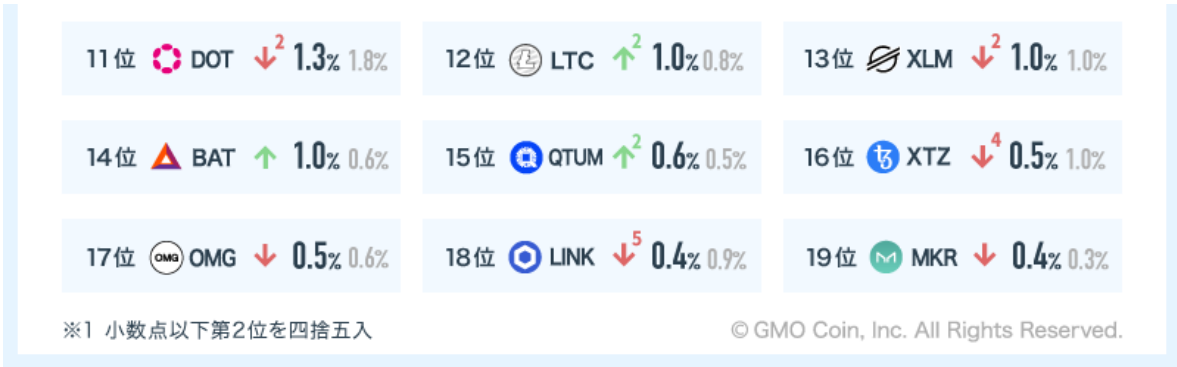 11位 DOT ↓2 1.3% 1.8%
12位 LTC ↑2 1.0% 0.8%
13位 XLM ↓2 1.0% 1.0%
14位 BAT ↑ 1.0% 0.6%
15位 QTUM ↑2 0.6% 0.5%
16位 XTZ ↓4 0.5% 1.0%
17位 OMG OMG ↓ 0.5% 0.6%
18位 LINK ↓5 0.4% 0.9%
19位 MKR ↓ 0.4% 0.3%
※1 小数点以下第2位を四捨五入
© GMO Coin, Inc. All Rights Reserved.